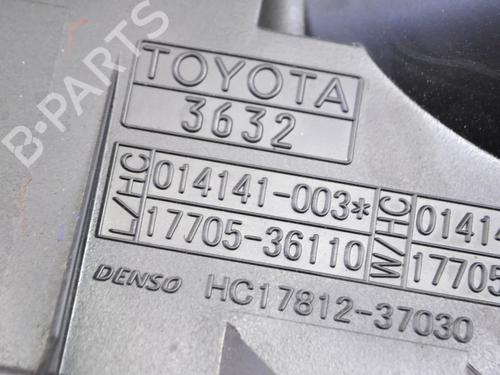 B-PARTS
TOYOTA
3632
L/HC 014141-003* W/HC 0141
17705-36110 17705
DENSO HC17812-37030